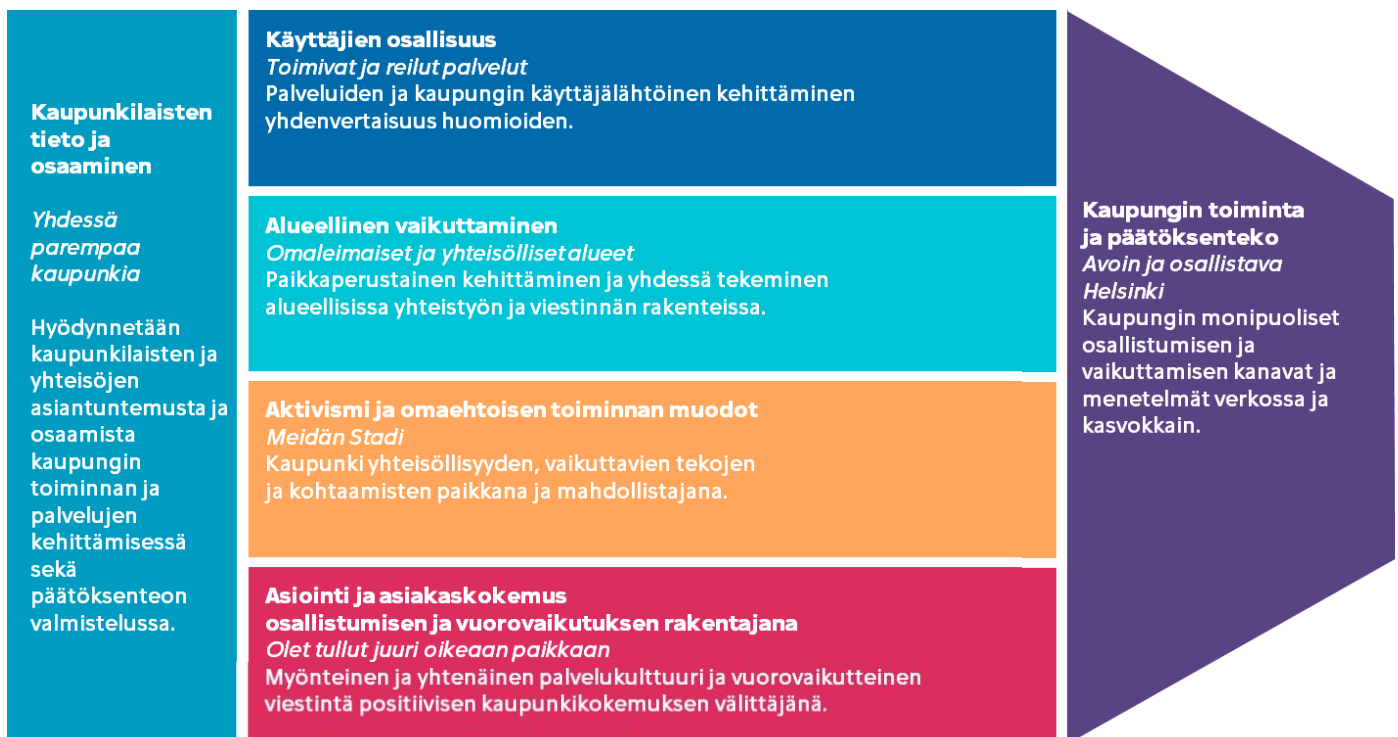 Kaupunkilaisten
tieto ja
osaaminen
Yhdessä
parempaa
kaupunkia
Hyödynnetään
kaupunkilaisten ja
yhteisöjen
asiantuntemusta ja
osaamista
kaupungin
toiminnan ja
palvelujen
kehittämisessä
sekä
päätöksenteon
valmistelussa.
Käyttäjien osallisuus
Toimivat ja reilut palvelut
Palveluiden ja kaupungin käyttäjälähtöinen kehittäminen
yhdenvertaisuus huomioiden.
Alueellinen vaikuttaminen
Omaleimaiset ja yhteisölliset alueet
Paikkaperustainen kehittäminen ja yhdessä tekeminen
alueellisissa yhteistyön ja viestinnän rakenteissa.
Aktivismi ja omaehtoisen toiminnan muodot
Meidän Stadi
Kaupunki yhteisöllisyyden, vaikuttavien tekojen
ja kohtaamisten paikkana ja mahdollistajana.
Asiointi ja asiakaskokemus
osallistumisen ja vuorovaikutuksen rakentajana
Olet tullut juuri oikeaan paikkaan
Myönteinen ja yhtenäinen palvelukulttuuri ja vuorovaikutteinen
viestintä positiivisen kaupunkikokemuksen välittäjänä.
Kaupungin toiminta
ja päätöksenteko
Avoin ja osallistava
Helsinki
Kaupungin monipuoliset
osallistumisen ja
vaikuttamisen kanavat ja
menetelmät verkossa ja
kasvokkain.